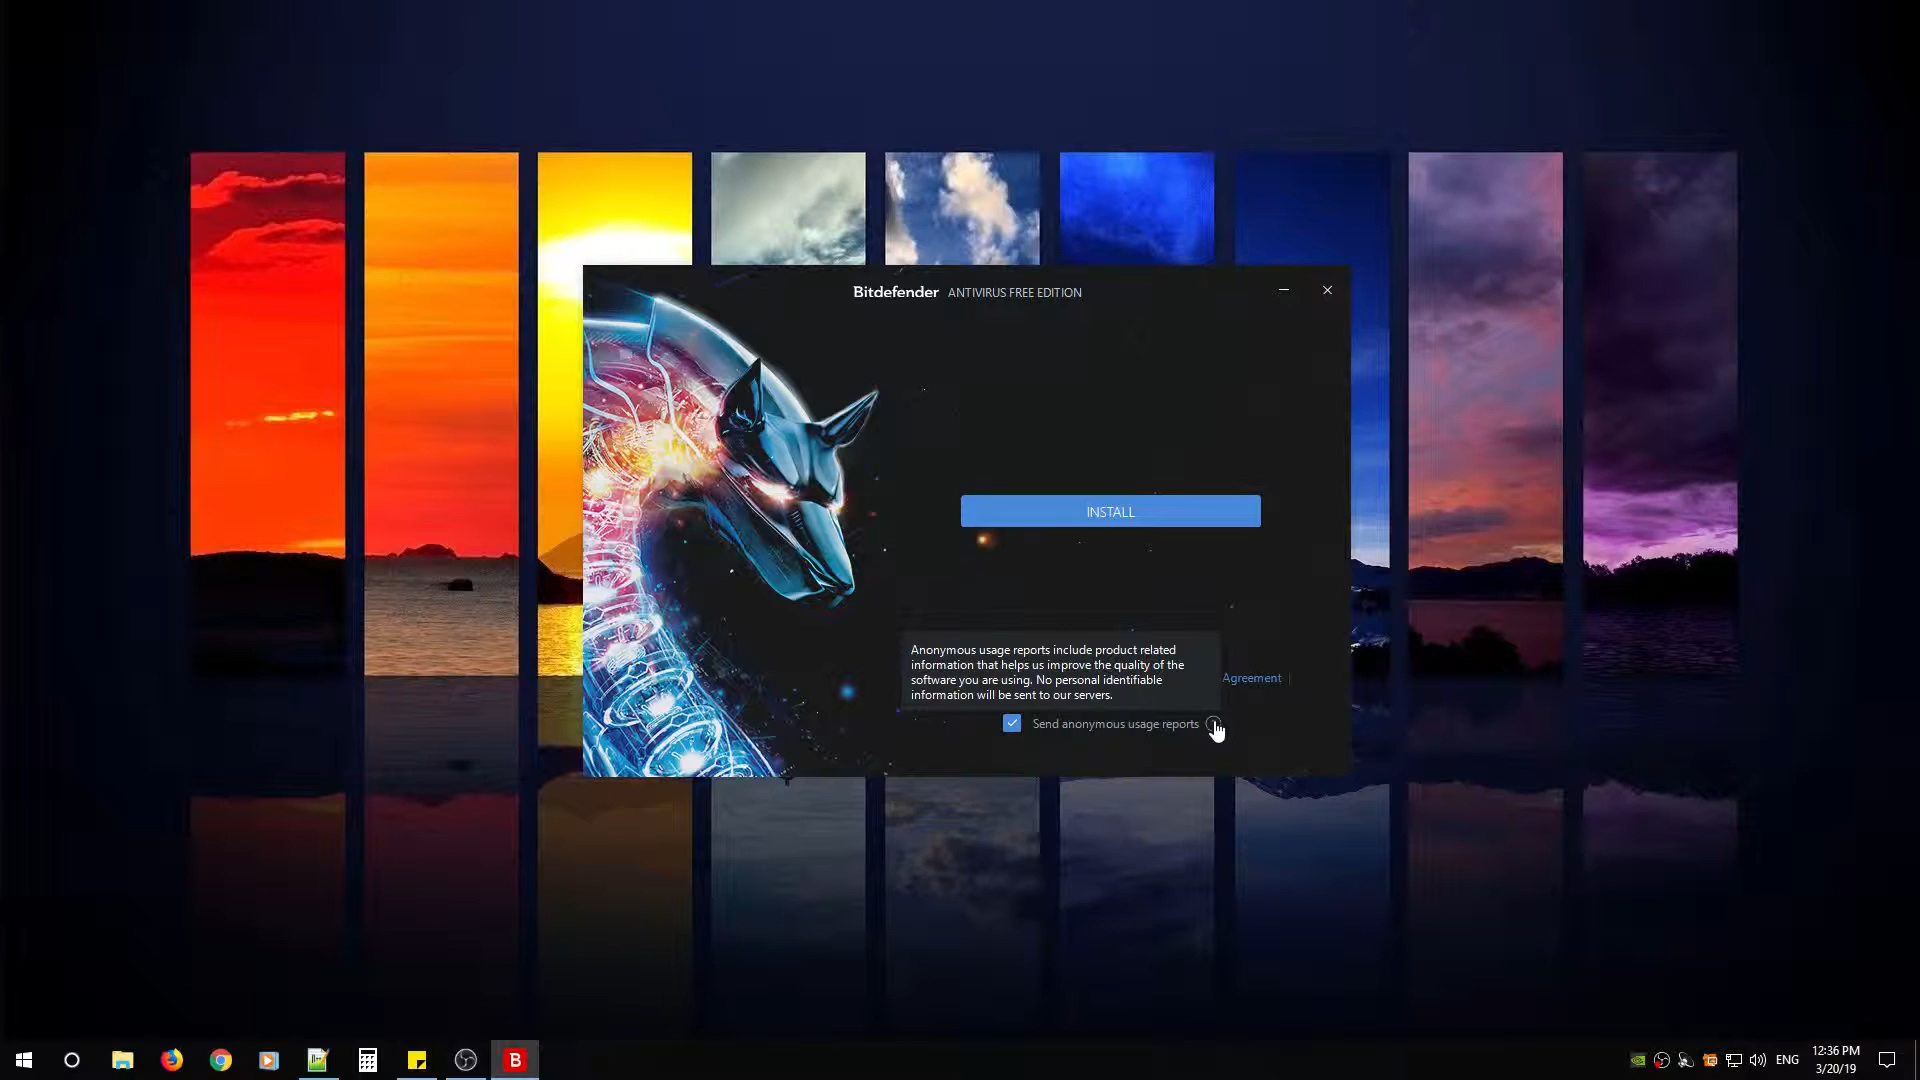 Bitdefender ANTIVIRUS FREE EDITION
INSTALL
Anonymous usage reports include product related
information that helps us improve the quality of the
software you are using. No personal identifiable
information will be sent to our servers.
Agreement
Send anonymous usage reports
B
ENG
12:36 PM
3/20/19